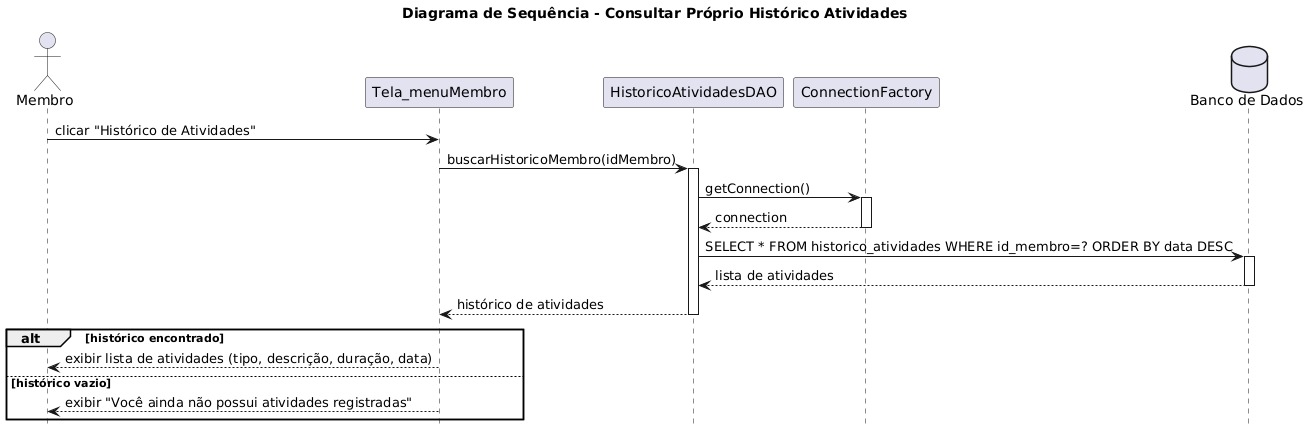 Diagrama de Sequência - Consultar Próprio Histórico Atividades
Membro
Tela_menuMembro
HistoricoAtividadesDAO
ConnectionFactory
Banco de Dados
clicar "Histórico de Atividades"
buscarHistoricoMembro(idMembro)
getConnection()
connection
SELECT * FROM historico_atividades WHERE id_membro=? ORDER BY data DESC
lista de atividades
histórico de atividades
alt [histórico encontrado]
exibir lista de atividades (tipo, descrição, duração, data)
[histórico vazio]
exibir "Você ainda não possui atividades registradas"